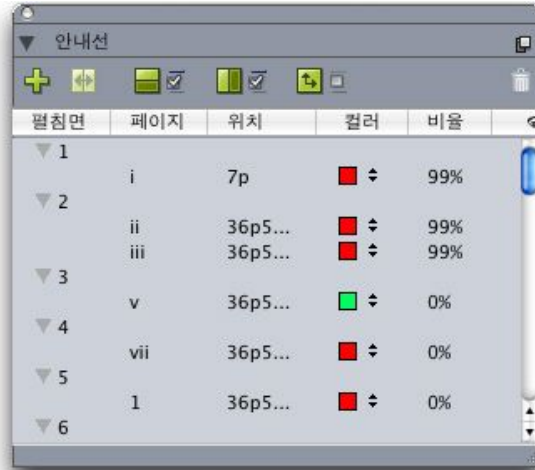 안내선
펼침면 페이지 위치 컬러 비율
1
i 7p 99%
2
ii 36p5... 99%
iii 36p5... 99%
3
v 36p5... 0%
4
vii 36p5... 0%
5
1 36p5... 0%
6